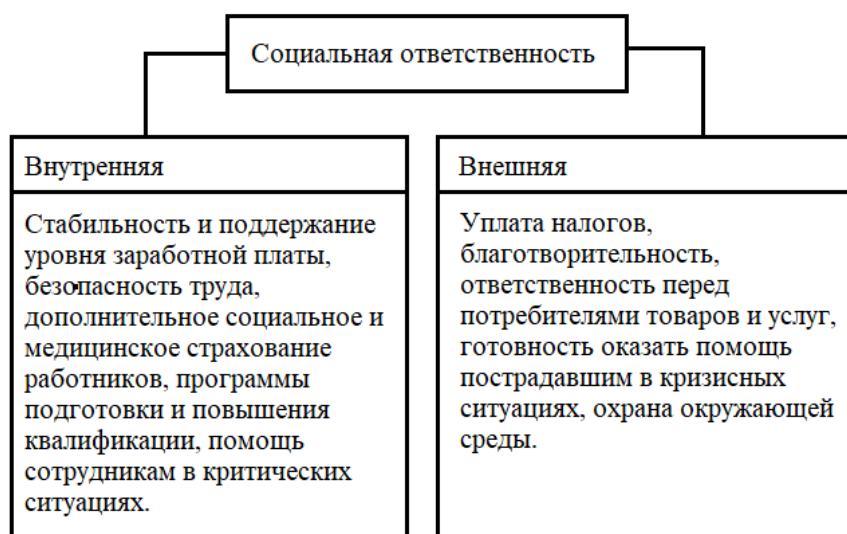 Социальная ответственность
Внутренняя
Стабильность и поддержание
уровня заработной платы,
безопасность труда,
дополнительное социальное и
медицинское страхование
работников, программы
подготовки и повышения
квалификации, помощь
сотрудникам в критических
ситуациях.
Внешняя
Уплата налогов,
благотворительность,
ответственность перед
потребителями товаров и услуг,
готовность оказать помощь
пострадавшим в кризисных
ситуациях, охрана окружающей
среды.